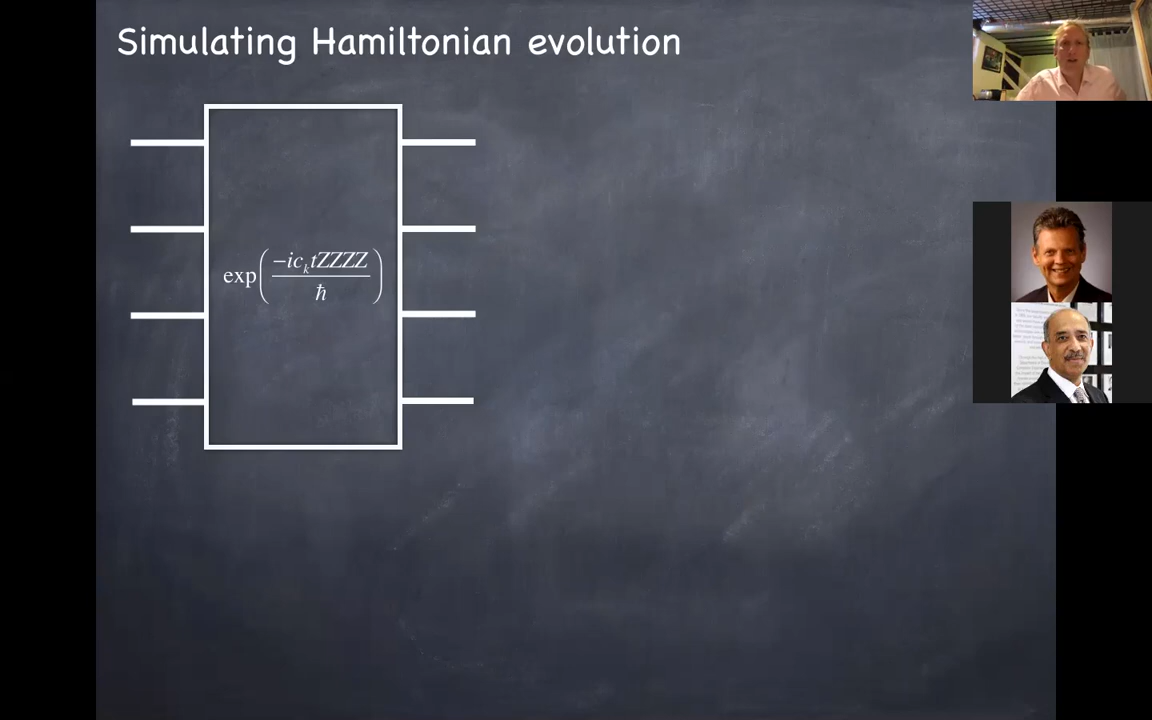 Simulating Hamiltonian evolution
exp(−ic_k tZZZZ / ħ)